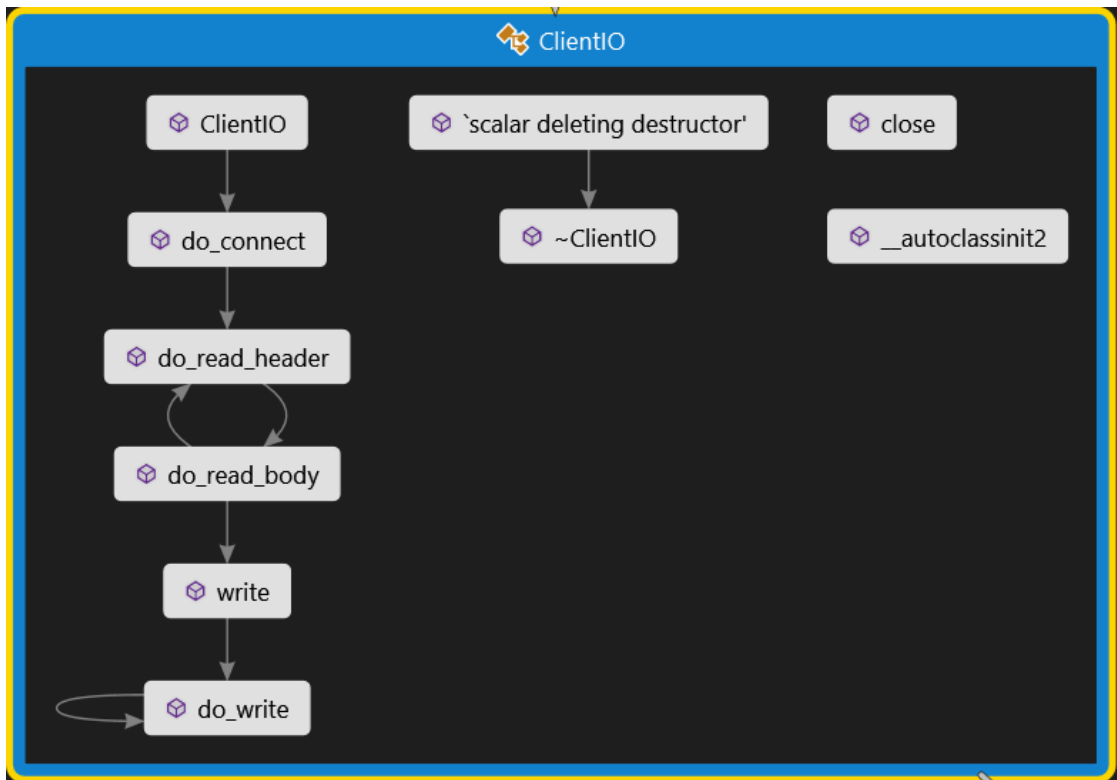 ClientIO
ClientIO
`scalar deleting destructor'
close
do_connect
~ClientIO
__autoclassinit2
do_read_header
do_read_body
write
do_write